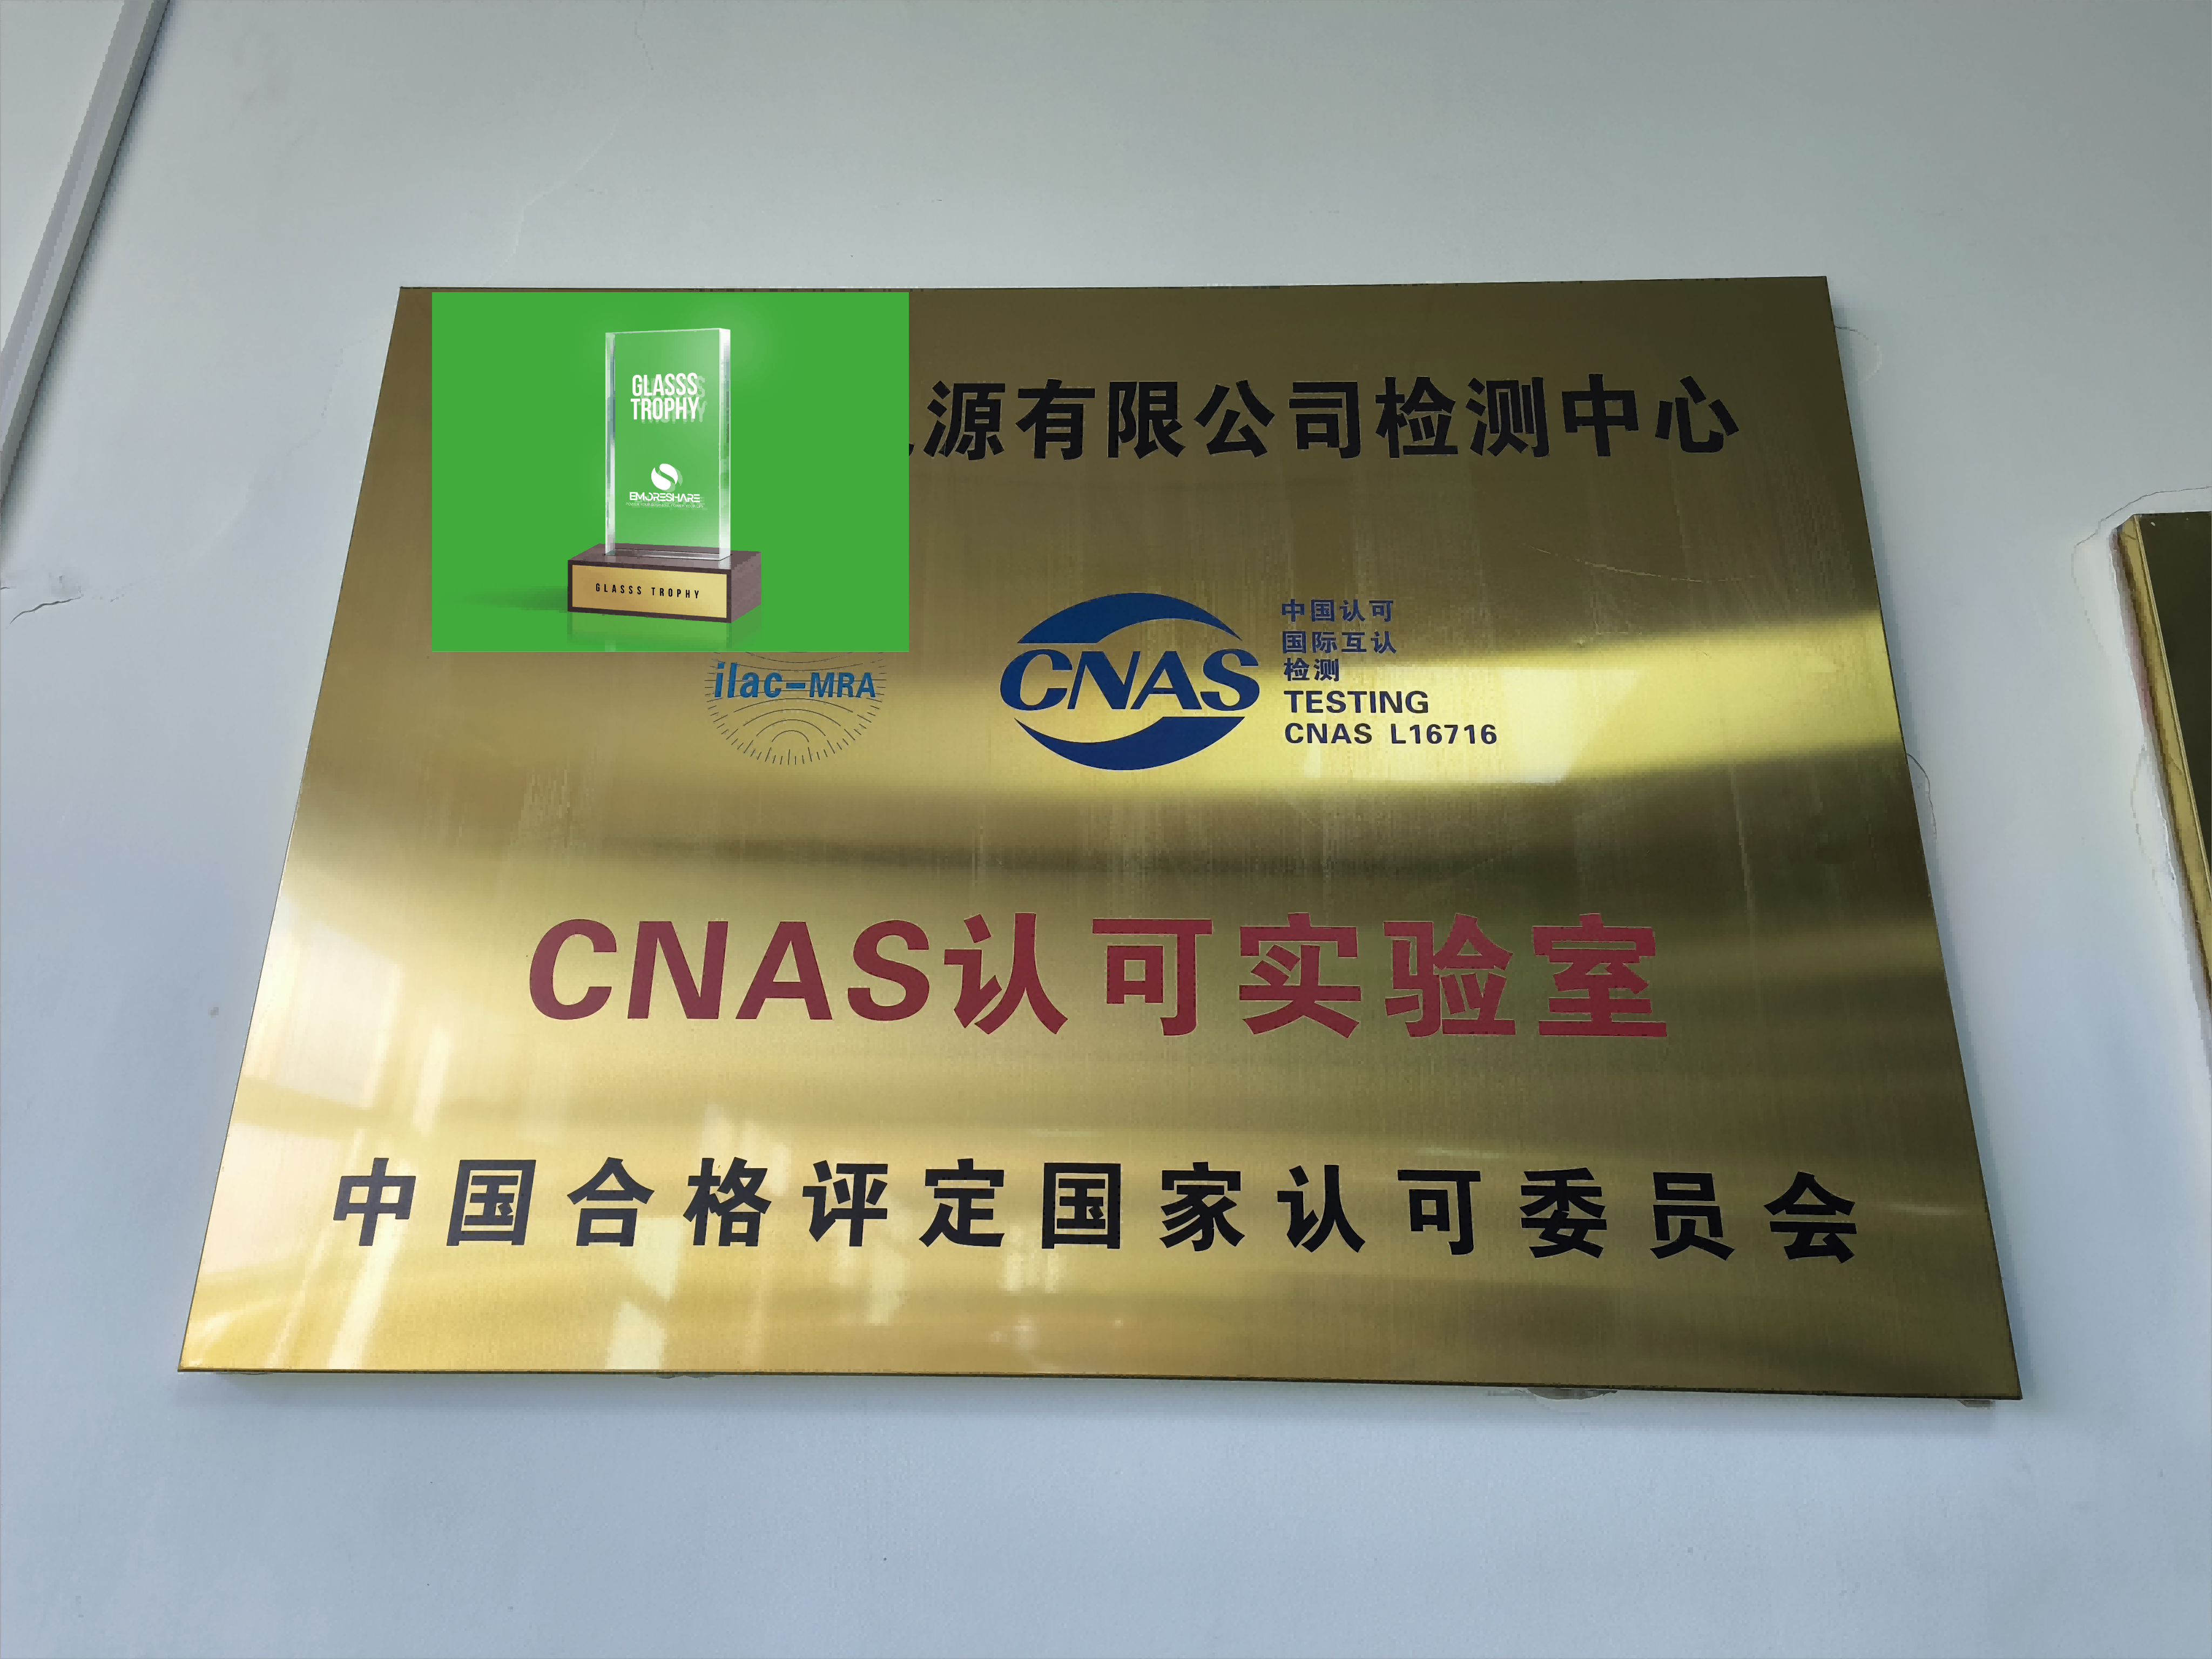 源有限公司检测中心
GLASSS
TROPHY
EMORESHARE
GLASSS TROPHY
ilac-MRA
CNAS
中国认可
国际互认
检测
TESTING
CNAS L16716
CNAS认可实验室
中国合格评定国家认可委员会